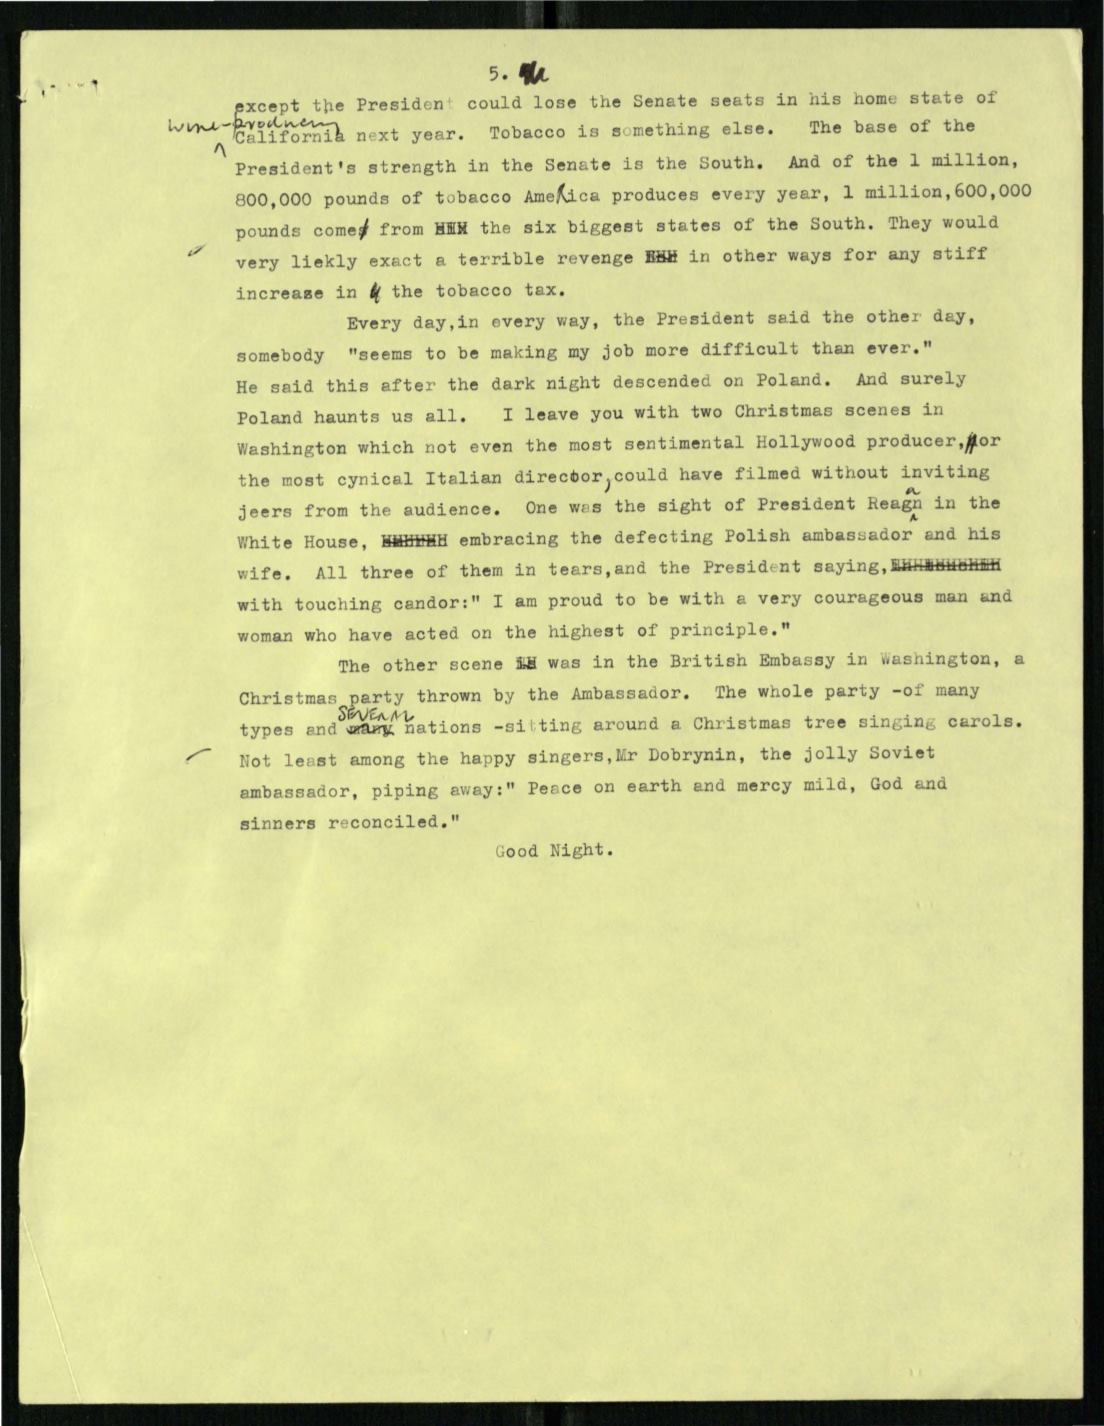 5.
except the President could lose the Senate seats in his home state of
wine-producing
California next year. Tobacco is something else. The base of the
President's strength in the Senate is the South. And of the 1 million,
800,000 pounds of tobacco America produces every year, 1 million,600,000
pounds come from the six biggest states of the South. They would
very liekly exact a terrible revenge in other ways for any stiff
increase in the tobacco tax.
Every day,in every way, the President said the other day,
somebody "seems to be making my job more difficult than ever."
He said this after the dark night descended on Poland. And surely
Poland haunts us all. I leave you with two Christmas scenes in
Washington which not even the most sentimental Hollywood producer, or
the most cynical Italian director, could have filmed without inviting
jeers from the audience. One was the sight of President Reagan in the
White House, embracing the defecting Polish ambassador and his
wife. All three of them in tears,and the President saying,
with touching candor:" I am proud to be with a very courageous man and
woman who have acted on the highest of principle."
The other scene was in the British Embassy in Washington, a
Christmas party thrown by the Ambassador. The whole party -of many
SEVERAL
types and many nations -sitting around a Christmas tree singing carols.
Not least among the happy singers,Mr Dobrynin, the jolly Soviet
ambassador, piping away:" Peace on earth and mercy mild, God and
sinners reconciled."
Good Night.